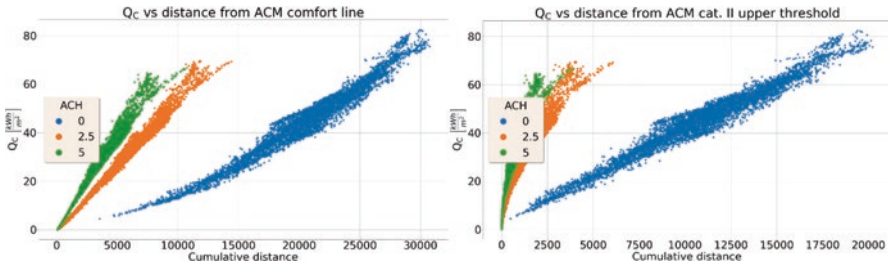 Q_C vs distance from ACM comfort line
80
60
40
20
0
Q_C [kWh/m²]
ACH
0
2.5
5
0 5000 10000 15000 20000 25000 30000
Cumulative distance
Q_C vs distance from ACM cat. II upper threshold
80
60
40
20
0
Q_C [kWh/m²]
ACH
0
2.5
5
0 2500 5000 7500 10000 12500 15000 17500 20000
Cumulative distance